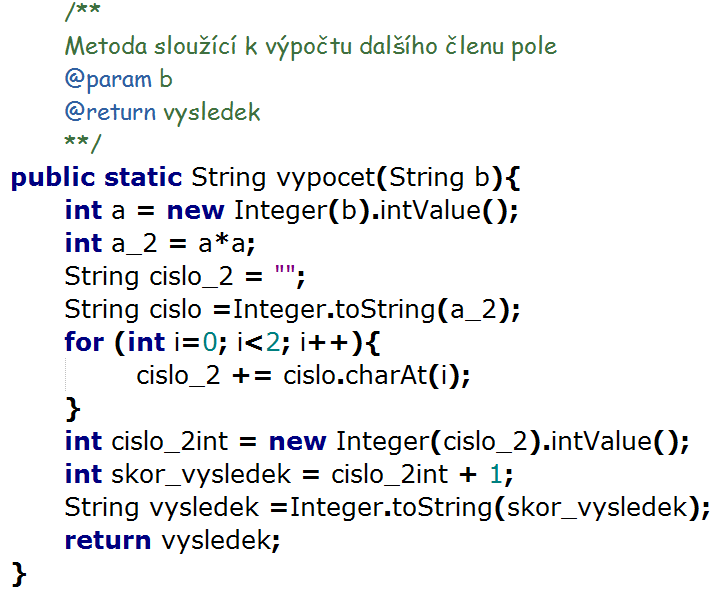 /**
Metoda sloužící k výpočtu dalšího členu pole
@param b
@return vysledek
**/
public static String vypocet(String b){
int a = new Integer(b).intValue();
int a_2 = a*a;
String cislo_2 = "";
String cislo =Integer.toString(a_2);
for (int i=0; i<2; i++){
cislo_2 += cislo.charAt(i);
}
int cislo_2int = new Integer(cislo_2).intValue();
int skor_vysledek = cislo_2int + 1;
String vysledek =Integer.toString(skor_vysledek);
return vysledek;
}